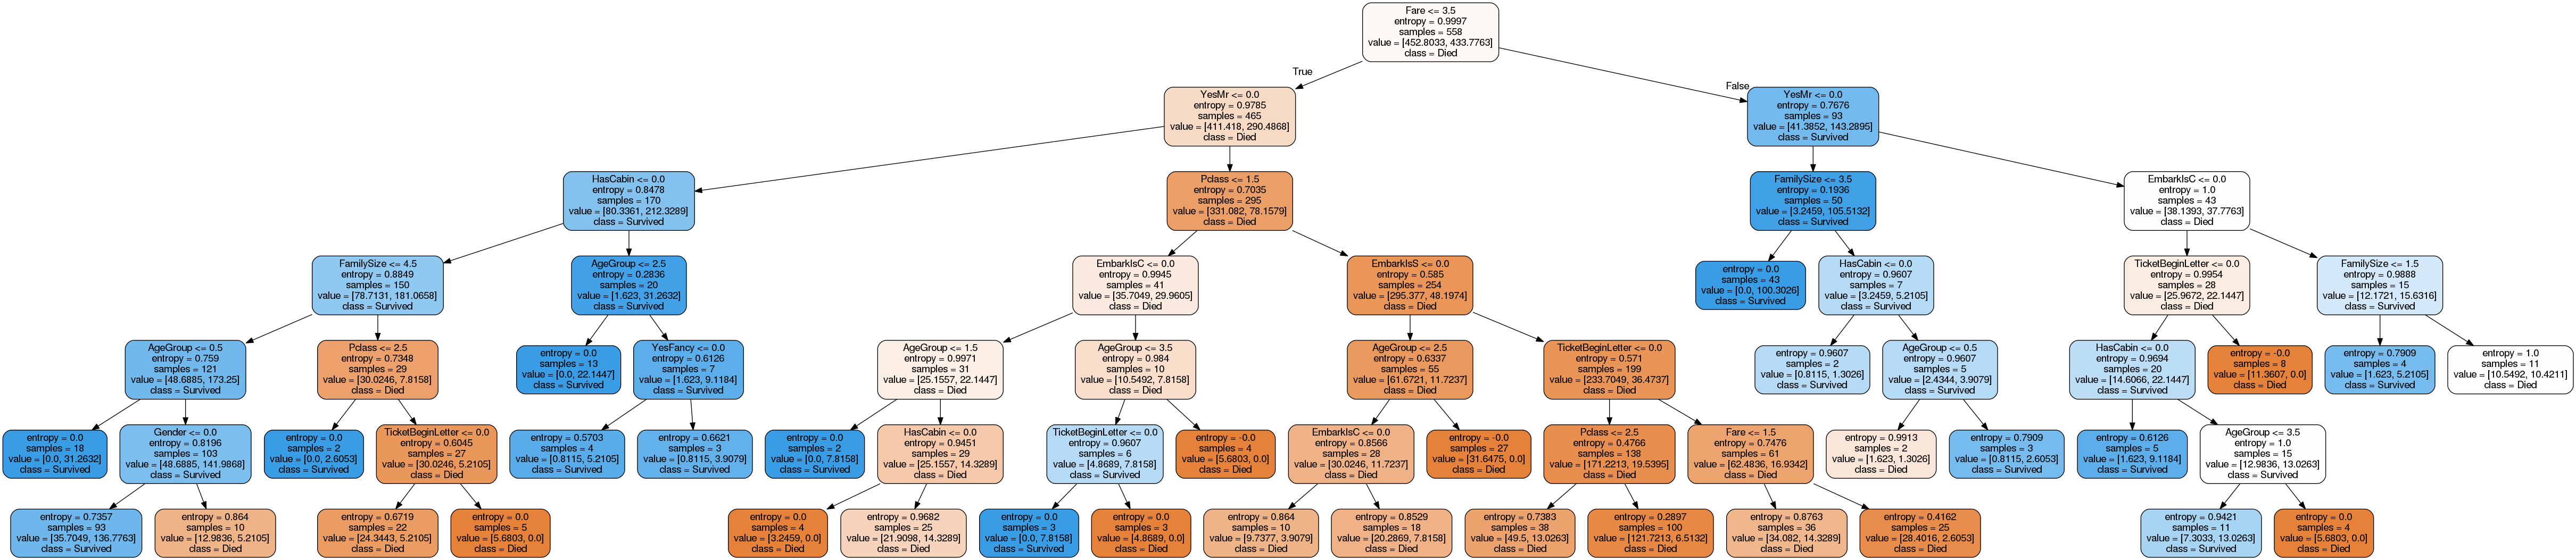 Fare <= 3.5
entropy = 0.9997
samples = 558
value = [452.8033, 433.7763]
class = Died
True
False
YesMr <= 0.0
entropy = 0.9785
samples = 465
value = [411.418, 290.4868]
class = Died
YesMr <= 0.0
entropy = 0.7676
samples = 93
value = [41.3852, 143.2895]
class = Survived
HasCabin <= 0.0
entropy = 0.8478
samples = 170
value = [80.3361, 212.3289]
class = Survived
Pclass <= 1.5
entropy = 0.7035
samples = 295
value = [331.082, 78.1579]
class = Died
FamilySize <= 3.5
entropy = 0.1936
samples = 50
value = [3.2459, 105.5132]
class = Survived
EmbarkIsC <= 0.0
entropy = 1.0
samples = 43
value = [38.1393, 37.7763]
class = Died
FamilySize <= 4.5
entropy = 0.8849
samples = 150
value = [78.7131, 181.0658]
class = Survived
AgeGroup <= 2.5
entropy = 0.2836
samples = 20
value = [1.623, 31.2632]
class = Survived
EmbarkIsC <= 0.0
entropy = 0.9945
samples = 41
value = [35.7049, 29.9605]
class = Died
EmbarkIsS <= 0.0
entropy = 0.585
samples = 254
value = [295.377, 48.1974]
class = Died
entropy = 0.0
samples = 43
value = [0.0, 100.3026]
class = Survived
HasCabin <= 0.0
entropy = 0.9607
samples = 7
value = [3.2459, 5.2105]
class = Survived
TicketBeginLetter <= 0.0
entropy = 0.9954
samples = 28
value = [25.9672, 22.1447]
class = Died
FamilySize <= 1.5
entropy = 0.9888
samples = 15
value = [12.1721, 15.6316]
class = Survived
AgeGroup <= 0.5
entropy = 0.759
samples = 121
value = [48.6885, 173.25]
class = Survived
Pclass <= 2.5
entropy = 0.7348
samples = 29
value = [30.0246, 7.8158]
class = Died
entropy = 0.0
samples = 13
value = [0.0, 22.1447]
class = Survived
YesFancy <= 0.0
entropy = 0.6126
samples = 7
value = [1.623, 9.1184]
class = Survived
AgeGroup <= 1.5
entropy = 0.9971
samples = 31
value = [25.1557, 22.1447]
class = Died
AgeGroup <= 3.5
entropy = 0.984
samples = 10
value = [10.5492, 7.8158]
class = Died
AgeGroup <= 2.5
entropy = 0.6337
samples = 55
value = [61.6721, 11.7237]
class = Died
TicketBeginLetter <= 0.0
entropy = 0.571
samples = 199
value = [233.7049, 36.4737]
class = Died
entropy = 0.9607
samples = 2
value = [0.8115, 1.3026]
class = Survived
AgeGroup <= 0.5
entropy = 0.9607
samples = 5
value = [2.4344, 3.9079]
class = Survived
HasCabin <= 0.0
entropy = 0.9694
samples = 20
value = [14.6066, 22.1447]
class = Survived
entropy = -0.0
samples = 8
value = [11.3607, 0.0]
class = Died
entropy = 0.7909
samples = 4
value = [1.623, 5.2105]
class = Survived
entropy = 1.0
samples = 11
value = [10.5492, 10.4211]
class = Died
entropy = 0.0
samples = 18
value = [0.0, 31.2632]
class = Survived
Gender <= 0.0
entropy = 0.8196
samples = 103
value = [48.6885, 141.9868]
class = Survived
entropy = 0.0
samples = 2
value = [0.0, 2.6053]
class = Survived
TicketBeginLetter <= 0.0
entropy = 0.6045
samples = 27
value = [30.0246, 5.2105]
class = Died
entropy = 0.5703
samples = 4
value = [0.8115, 5.2105]
class = Survived
entropy = 0.6621
samples = 3
value = [0.8115, 3.9079]
class = Survived
entropy = 0.0
samples = 2
value = [0.0, 7.8158]
class = Survived
HasCabin <= 0.0
entropy = 0.9451
samples = 29
value = [25.1557, 14.3289]
class = Died
TicketBeginLetter <= 0.0
entropy = 0.9607
samples = 6
value = [4.8689, 7.8158]
class = Survived
entropy = -0.0
samples = 4
value = [5.6803, 0.0]
class = Died
EmbarkIsC <= 0.0
entropy = 0.8566
samples = 28
value = [30.0246, 11.7237]
class = Died
entropy = -0.0
samples = 27
value = [31.6475, 0.0]
class = Died
Pclass <= 2.5
entropy = 0.4766
samples = 138
value = [171.2213, 19.5395]
class = Died
Fare <= 1.5
entropy = 0.7476
samples = 61
value = [62.4836, 16.9342]
class = Died
entropy = 0.9913
samples = 2
value = [1.623, 1.3026]
class = Died
entropy = 0.7909
samples = 3
value = [0.8115, 2.6053]
class = Survived
entropy = 0.6126
samples = 5
value = [1.623, 9.1184]
class = Survived
AgeGroup <= 3.5
entropy = 1.0
samples = 15
value = [12.9836, 13.0263]
class = Survived
entropy = 0.7357
samples = 93
value = [35.7049, 136.7763]
class = Survived
entropy = 0.864
samples = 10
value = [12.9836, 5.2105]
class = Died
entropy = 0.6719
samples = 22
value = [24.3443, 5.2105]
class = Died
entropy = 0.0
samples = 5
value = [5.6803, 0.0]
class = Died
entropy = 0.0
samples = 4
value = [3.2459, 0.0]
class = Died
entropy = 0.9682
samples = 25
value = [21.9098, 14.3289]
class = Died
entropy = 0.0
samples = 3
value = [0.0, 7.8158]
class = Survived
entropy = 0.0
samples = 3
value = [4.8689, 0.0]
class = Died
entropy = 0.864
samples = 10
value = [9.7377, 3.9079]
class = Died
entropy = 0.8529
samples = 18
value = [20.2869, 7.8158]
class = Died
entropy = 0.7383
samples = 38
value = [49.5, 13.0263]
class = Died
entropy = 0.2897
samples = 100
value = [121.7213, 6.5132]
class = Died
entropy = 0.8763
samples = 36
value = [34.082, 14.3289]
class = Died
entropy = 0.4162
samples = 25
value = [28.4016, 2.6053]
class = Died
entropy = 0.9421
samples = 11
value = [7.3033, 13.0263]
class = Survived
entropy = 0.0
samples = 4
value = [5.6803, 0.0]
class = Died